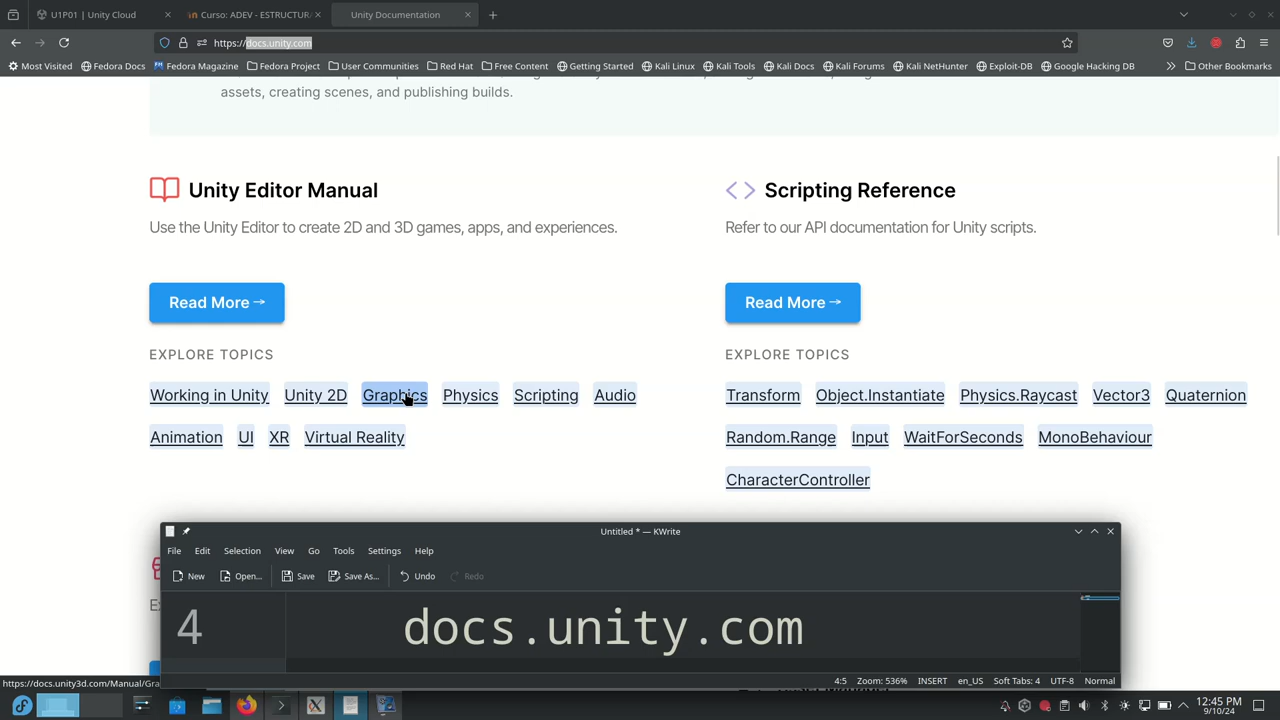 U1P01 | Unity Cloud
Curso: ADEV - ESTRUCTURA
Unity Documentation
https://docs.unity.com
Most Visited
Fedora Docs
Fedora Magazine
Fedora Project
User Communities
Red Hat
Free Content
Getting Started
Kali Linux
Kali Tools
Kali Docs
Kali Forums
Kali NetHunter
Exploit-DB
Google Hacking DB
Other Bookmarks
assets, creating scenes, and publishing builds.
Unity Editor Manual
Use the Unity Editor to create 2D and 3D games, apps, and experiences.
Read More →
EXPLORE TOPICS
Working in Unity Unity 2D Graphics Physics Scripting Audio
Animation UI XR Virtual Reality
Scripting Reference
Refer to our API documentation for Unity scripts.
Read More →
EXPLORE TOPICS
Transform Object.Instantiate Physics.Raycast Vector3 Quaternion
Random.Range Input WaitForSeconds MonoBehaviour
CharacterController
Untitled * — KWrite
File Edit Selection View Go Tools Settings Help
New Open... Save Save As... Undo Redo
4 docs.unity.com
4:5 Zoom: 536% INSERT en_US Soft Tabs: 4 UTF-8 Normal
https://docs.unity3d.com/Manual/Gra
12:45 PM
9/10/24